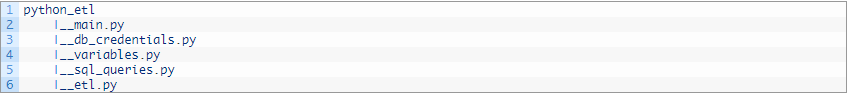 1 python_etl
2     |__main.py
3     |__db_credentials.py
4     |__variables.py
5     |__sql_queries.py
6     |__etl.py